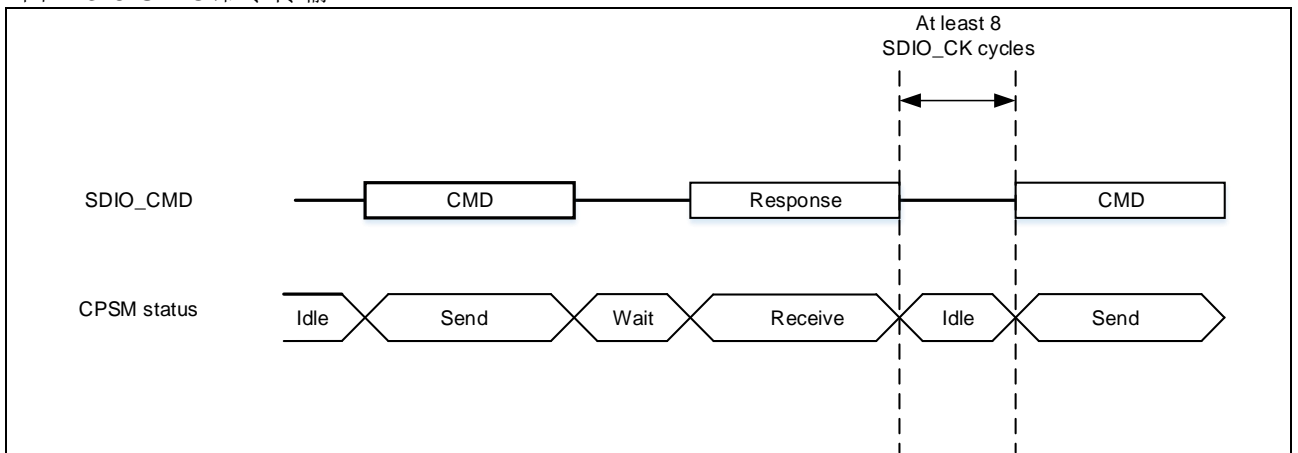 At least 8
SDIO_CK cycles
SDIO_CMD CMD Response CMD
CPSM status Idle Send Wait Receive Idle Send